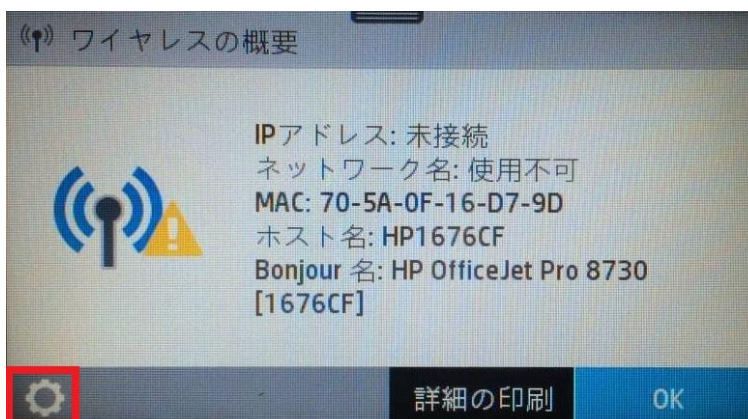 ワイヤレスの概要
IPアドレス: 未接続
ネットワーク名: 使用不可
MAC: 70-5A-0F-16-D7-9D
ホスト名: HP1676CF
Bonjour 名: HP OfficeJet Pro 8730
[1676CF]
詳細の印刷
OK